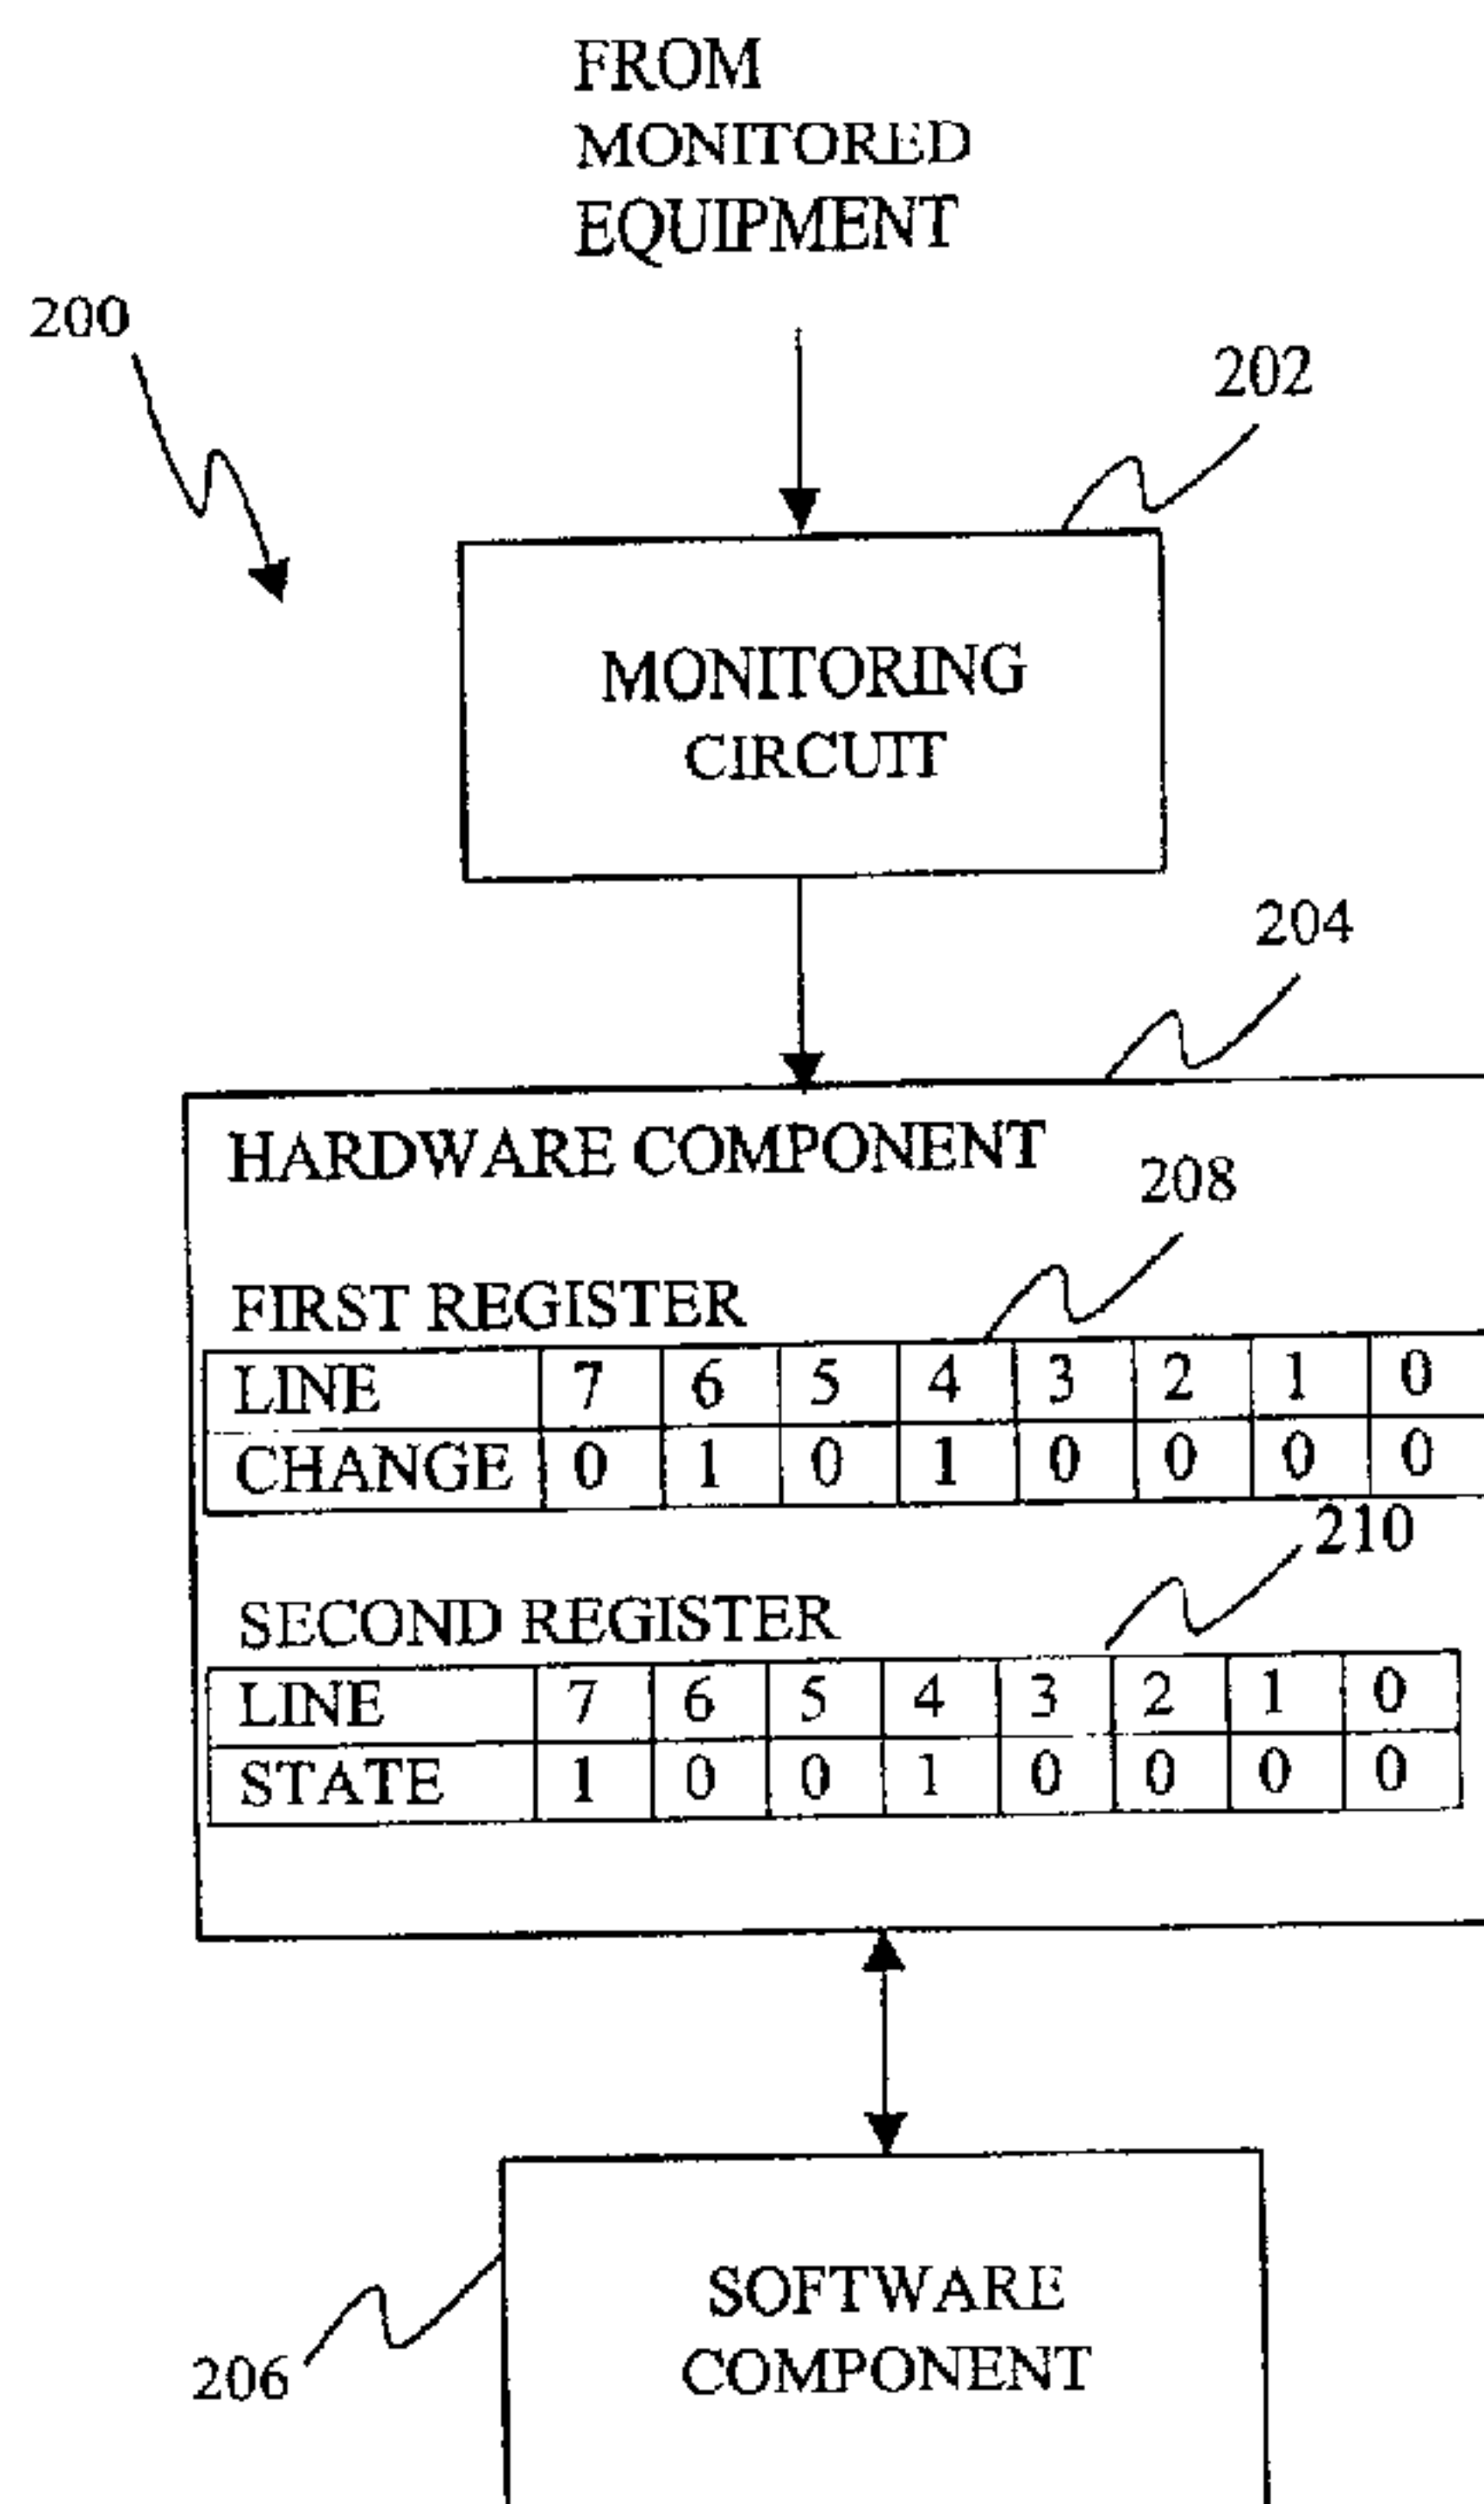 FROM
MONITORED
EQUIPMENT
200
202
MONITORING
CIRCUIT
204
HARDWARE COMPONENT
208
FIRST REGISTER
LINE 7 6 5 4 3 2 1 0
CHANGE 0 1 0 1 0 0 0 0
210
SECOND REGISTER
LINE 7 6 5 4 3 2 1 0
STATE 1 0 0 1 0 0 0 0
SOFTWARE
COMPONENT
206